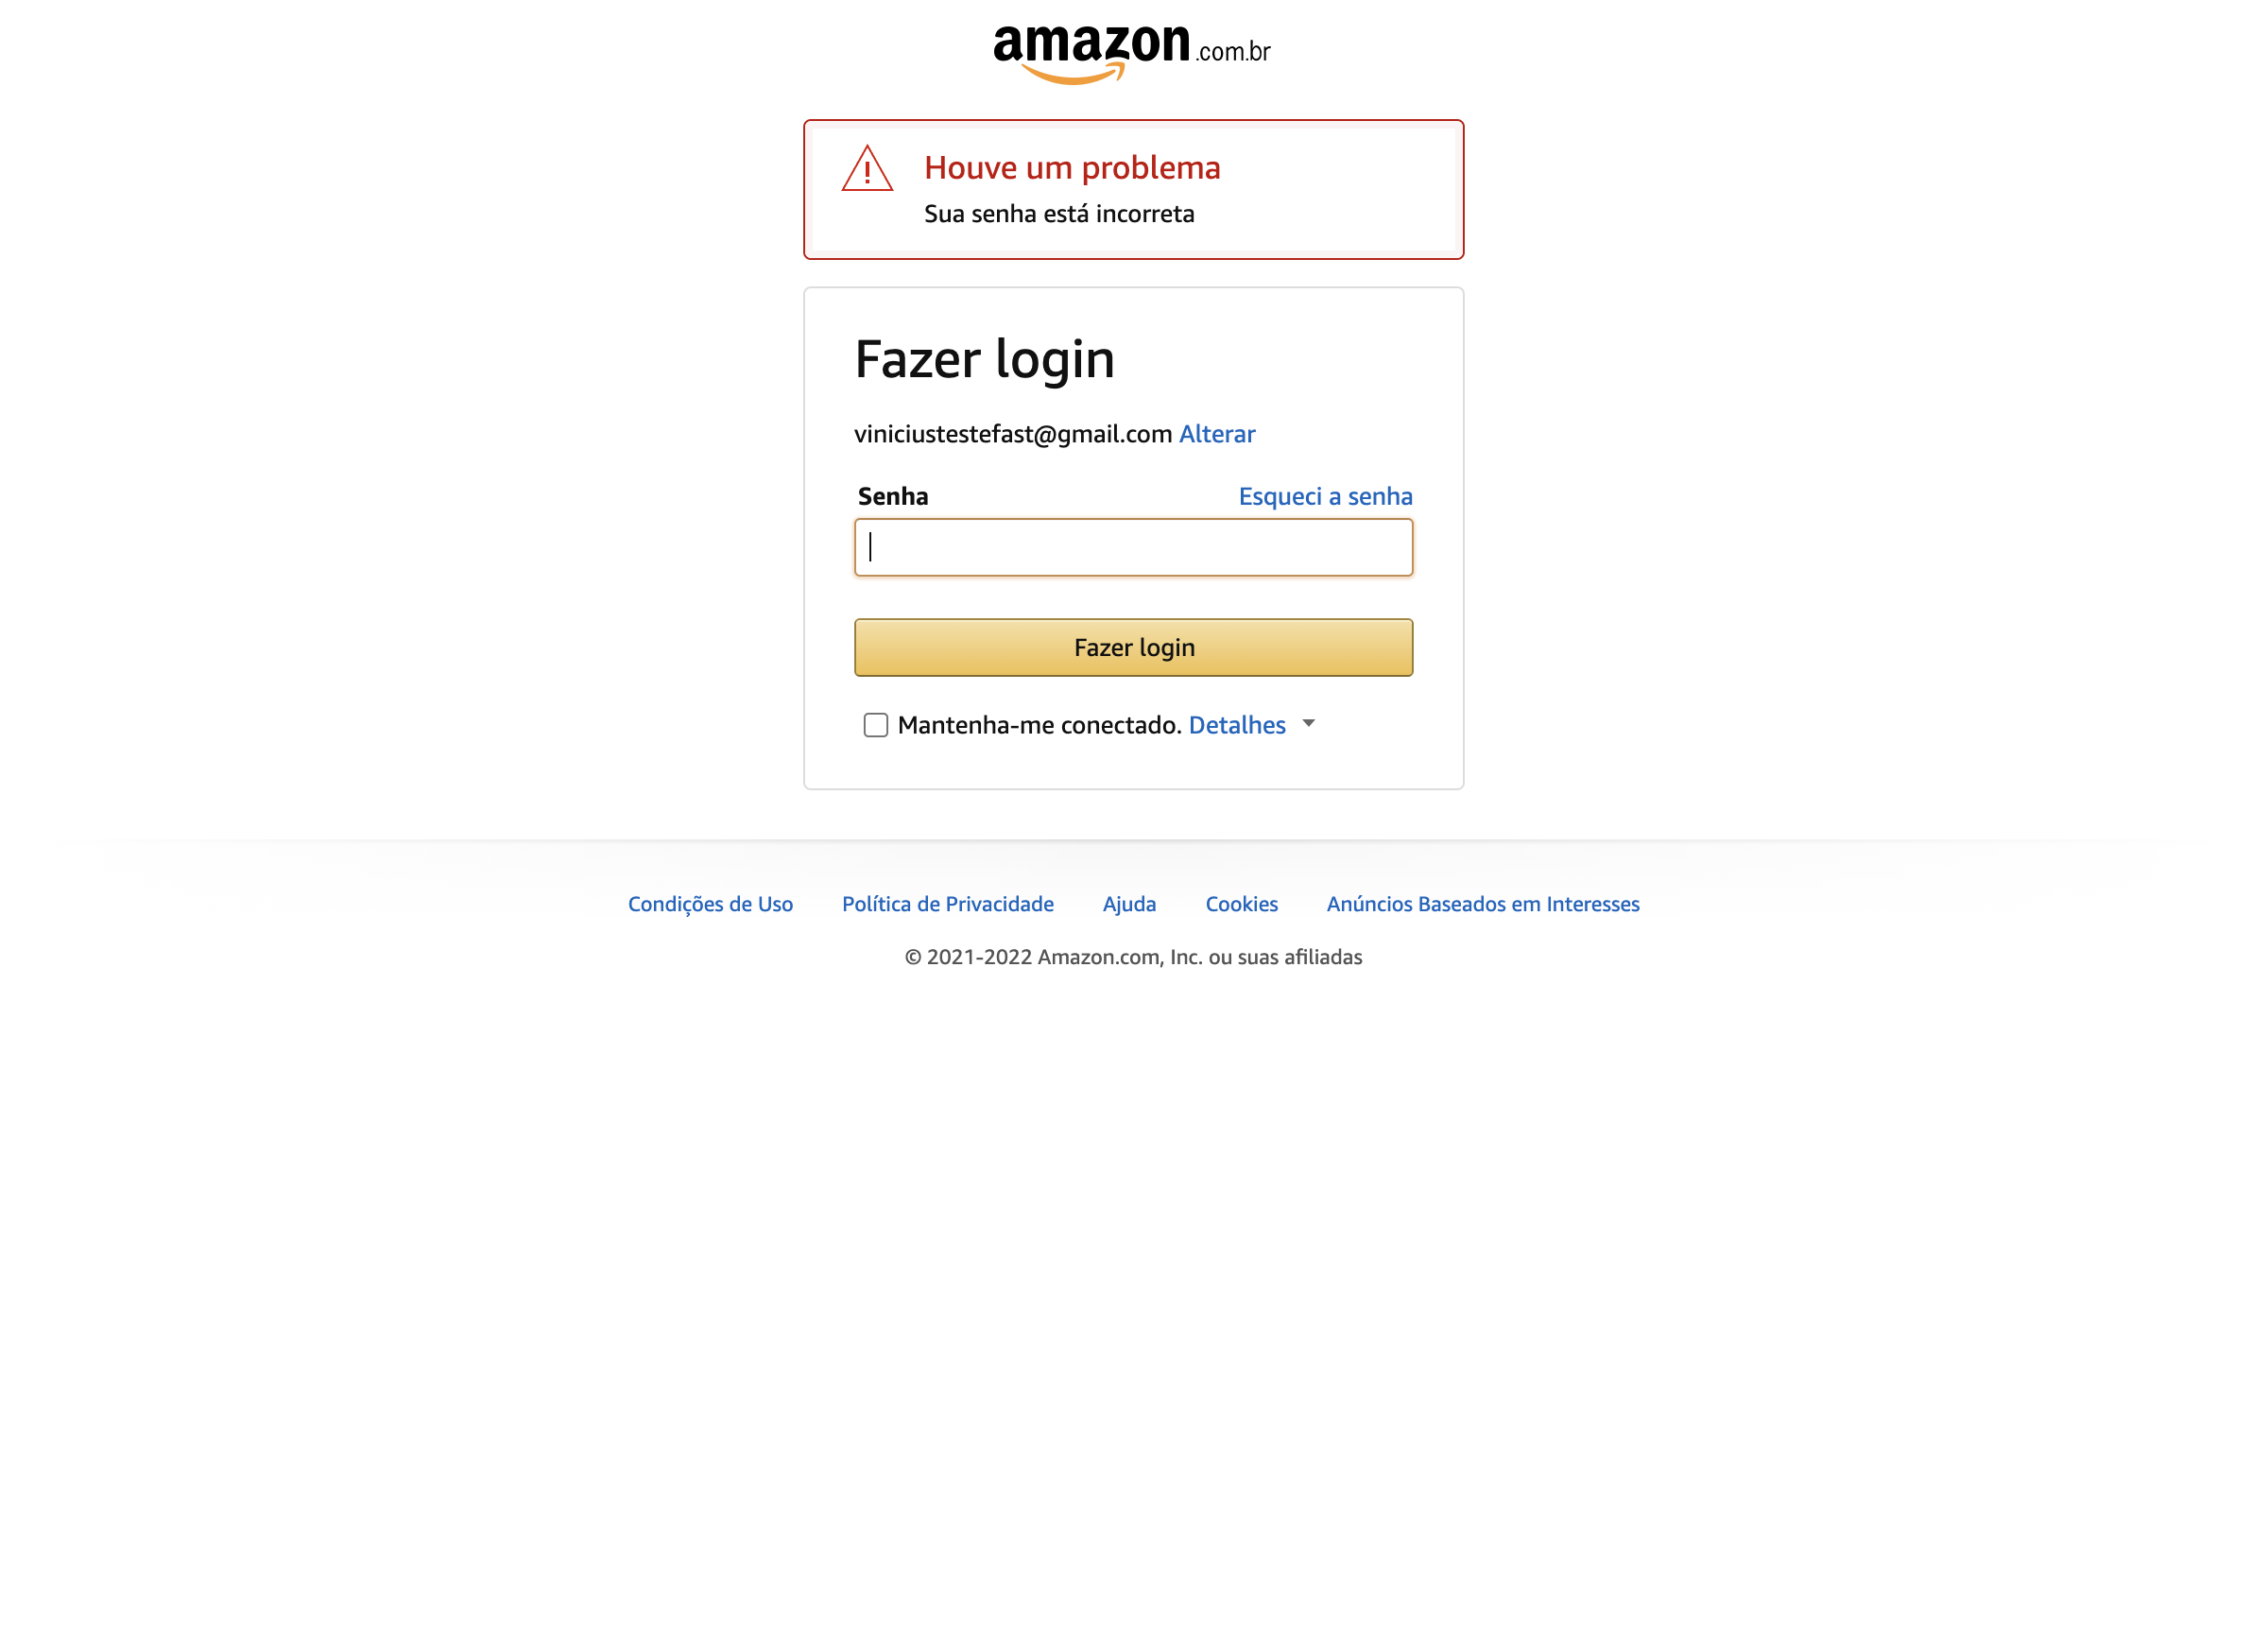 amazon.com.br
Houve um problema
Sua senha está incorreta
Fazer login
viniciustestefast@gmail.com Alterar
Senha Esqueci a senha
Fazer login
Mantenha-me conectado. Detalhes
Condições de Uso Política de Privacidade Ajuda Cookies Anúncios Baseados em Interesses
© 2021-2022 Amazon.com, Inc. ou suas afiliadas